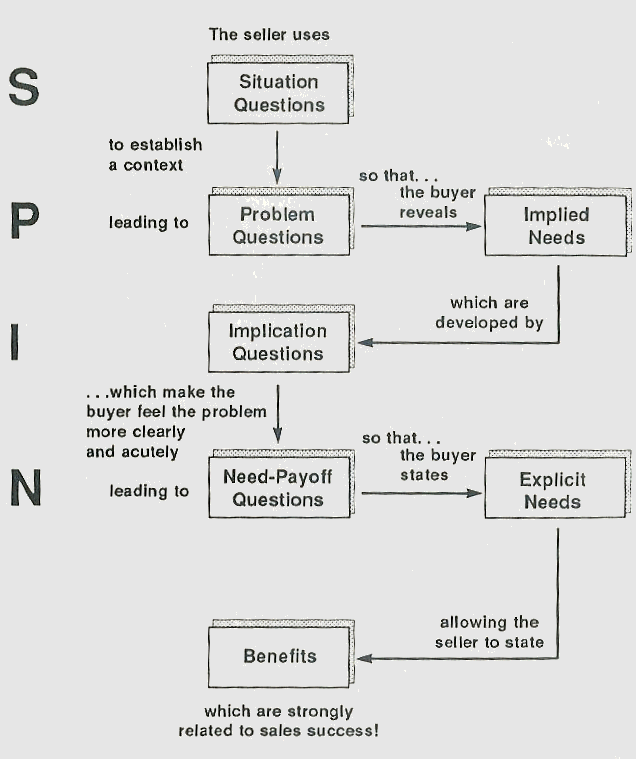 The seller uses
S
Situation
Questions
to establish
a context
so that. . .
the buyer
reveals
P
leading to
Problem
Questions
Implied
Needs
which are
developed by
I
Implication
Questions
. . .which make the
buyer feel the problem
more clearly
and acutely
so that. . .
the buyer
states
N
leading to
Need-Payoff
Questions
Explicit
Needs
allowing the
seller to state
Benefits
which are strongly
related to sales success!